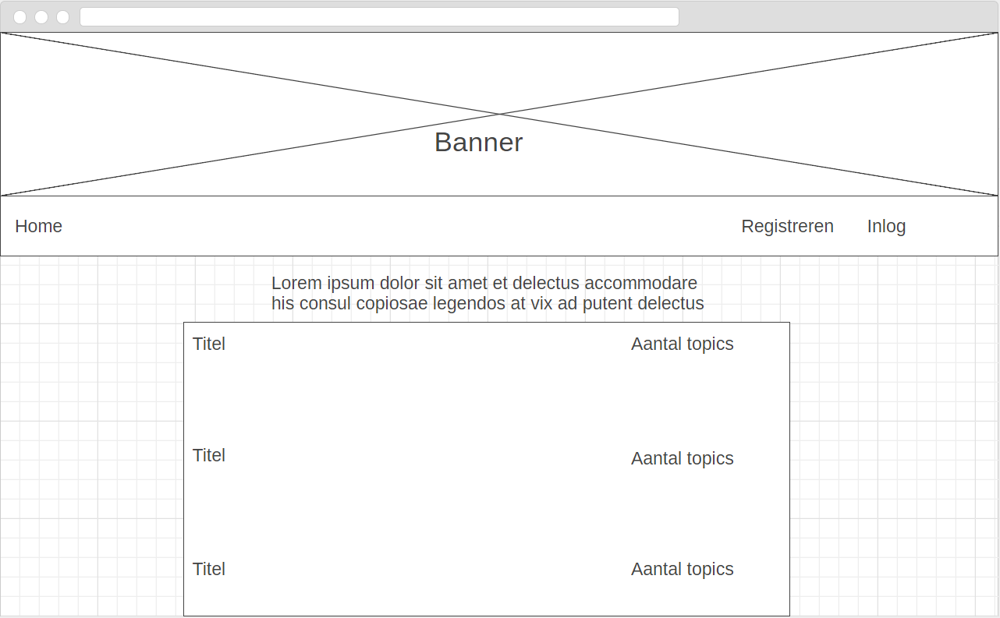 Banner
Home Registreren Inlog
Lorem ipsum dolor sit amet et delectus accommodare
his consul copiosae legendos at vix ad putent delectus
Titel Aantal topics
Titel Aantal topics
Titel Aantal topics